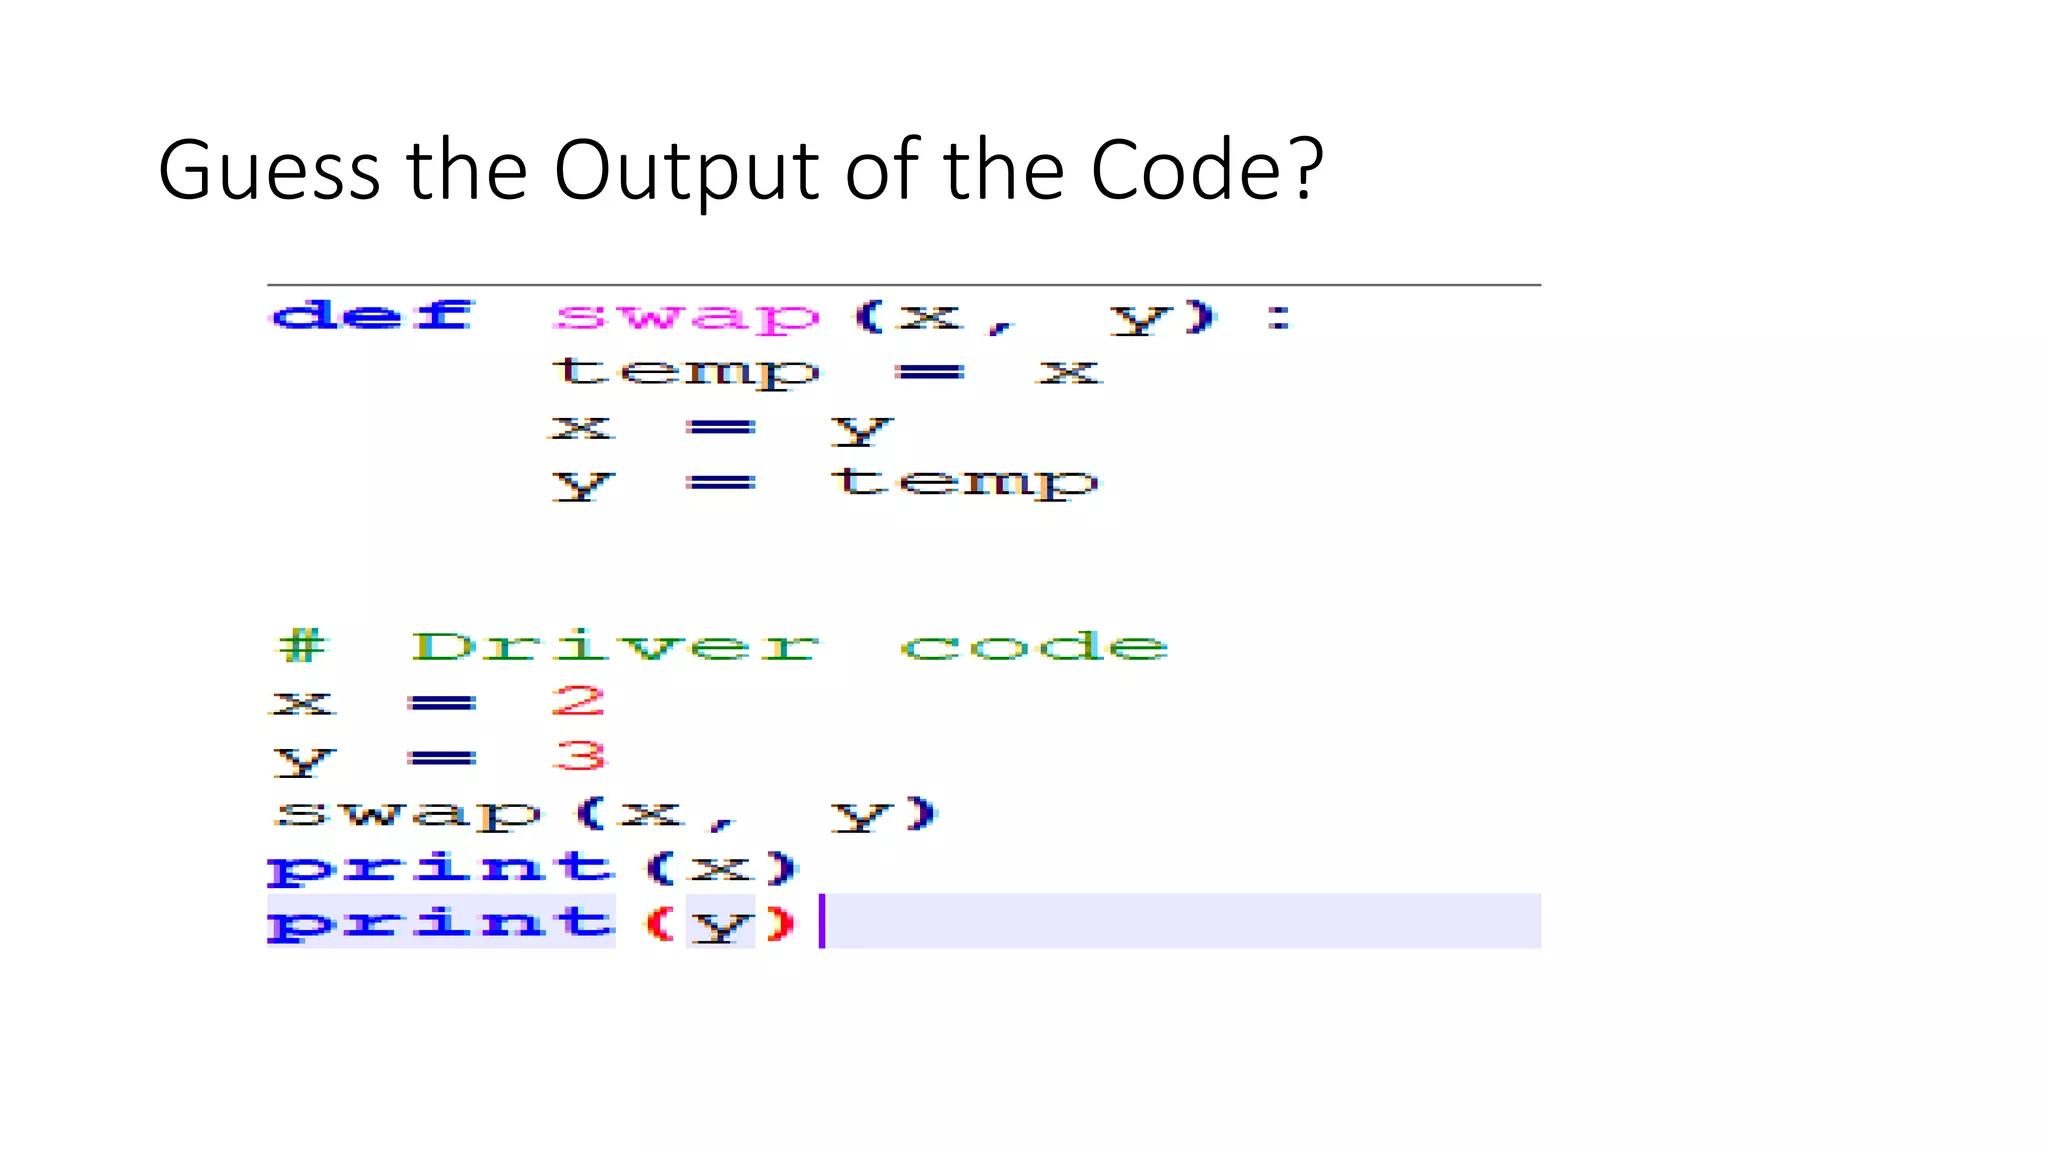 Guess the Output of the Code?
def swap(x, y):
    temp = x
    x = y
    y = temp
# Driver code
x = 2
y = 3
swap(x, y)
print(x)
print(y)